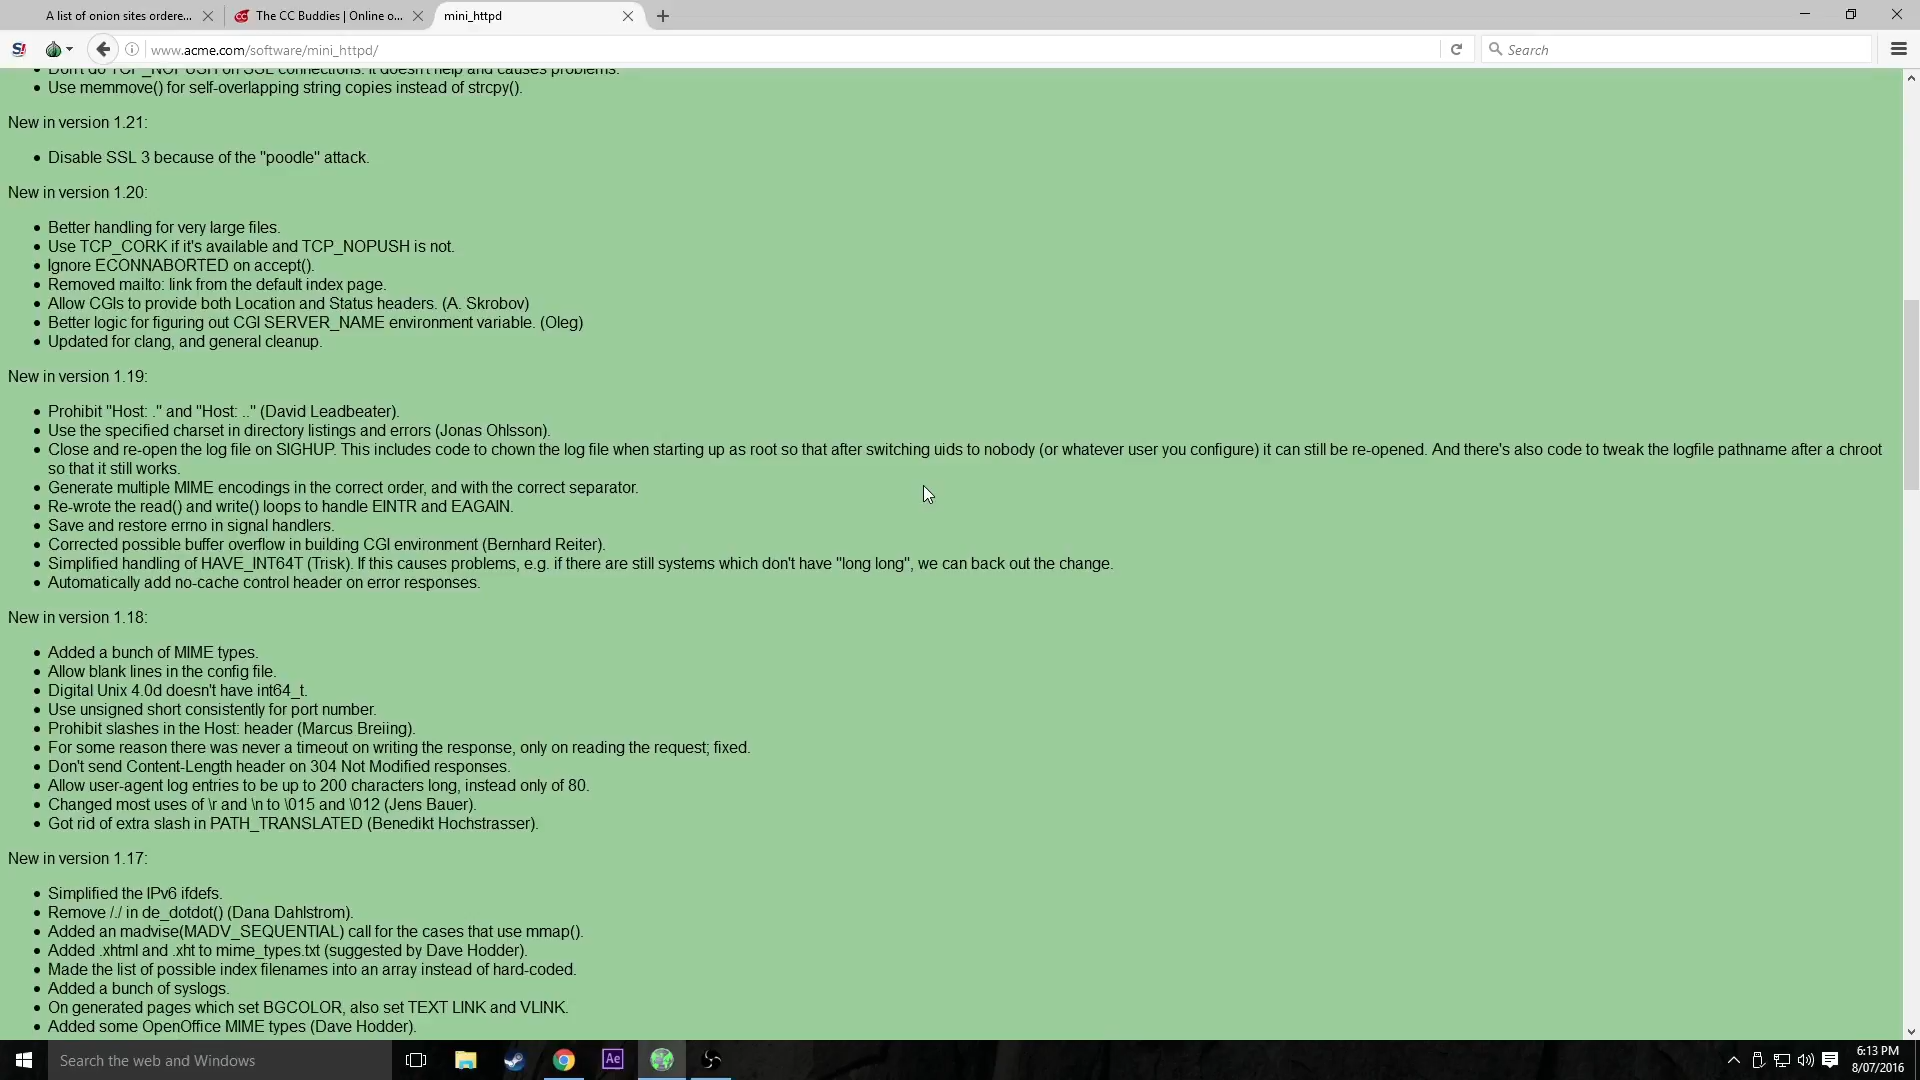 A list of onion sites ordere...
The CC Buddies | Online o...
mini_httpd
www.acme.com/software/mini_httpd/
Search
• Don't do TCP_NOPUSH on SSL connections. It doesn't help and causes problems.
• Use memmove() for self-overlapping string copies instead of strcpy().
New in version 1.21:
• Disable SSL 3 because of the "poodle" attack.
New in version 1.20:
• Better handling for very large files.
• Use TCP_CORK if it's available and TCP_NOPUSH is not.
• Ignore ECONNABORTED on accept().
• Removed mailto: link from the default index page.
• Allow CGIs to provide both Location and Status headers. (A. Skrobov)
• Better logic for figuring out CGI SERVER_NAME environment variable. (Oleg)
• Updated for clang, and general cleanup.
New in version 1.19:
• Prohibit "Host: ." and "Host: .." (David Leadbeater).
• Use the specified charset in directory listings and errors (Jonas Ohlsson).
• Close and re-open the log file on SIGHUP. This includes code to chown the log file when starting up as root so that after switching uids to nobody (or whatever user you configure) it can still be re-opened. And there's also code to tweak the logfile pathname after a chroot
so that it still works.
• Generate multiple MIME encodings in the correct order, and with the correct separator.
• Re-wrote the read() and write() loops to handle EINTR and EAGAIN.
• Save and restore errno in signal handlers.
• Corrected possible buffer overflow in building CGI environment (Bernhard Reiter).
• Simplified handling of HAVE_INT64T (Trisk). If this causes problems, e.g. if there are still systems which don't have "long long", we can back out the change.
• Automatically add no-cache control header on error responses.
New in version 1.18:
• Added a bunch of MIME types.
• Allow blank lines in the config file.
• Digital Unix 4.0d doesn't have int64_t.
• Use unsigned short consistently for port number.
• Prohibit slashes in the Host: header (Marcus Breiing).
• For some reason there was never a timeout on writing the response, only on reading the request; fixed.
• Don't send Content-Length header on 304 Not Modified responses.
• Allow user-agent log entries to be up to 200 characters long, instead only of 80.
• Changed most uses of \r and \n to \015 and \012 (Jens Bauer).
• Got rid of extra slash in PATH_TRANSLATED (Benedikt Hochstrasser).
New in version 1.17:
• Simplified the IPv6 ifdefs.
• Remove /./ in de_dotdot() (Dana Dahlstrom).
• Added an madvise(MADV_SEQUENTIAL) call for the cases that use mmap().
• Added .xhtml and .xht to mime_types.txt (suggested by Dave Hodder).
• Made the list of possible index filenames into an array instead of hard-coded.
• Added a bunch of syslogs.
• On generated pages which set BGCOLOR, also set TEXT LINK and VLINK.
• Added some OpenOffice MIME types (Dave Hodder).
Search the web and Windows
Ae
6:13 PM
8/07/2016